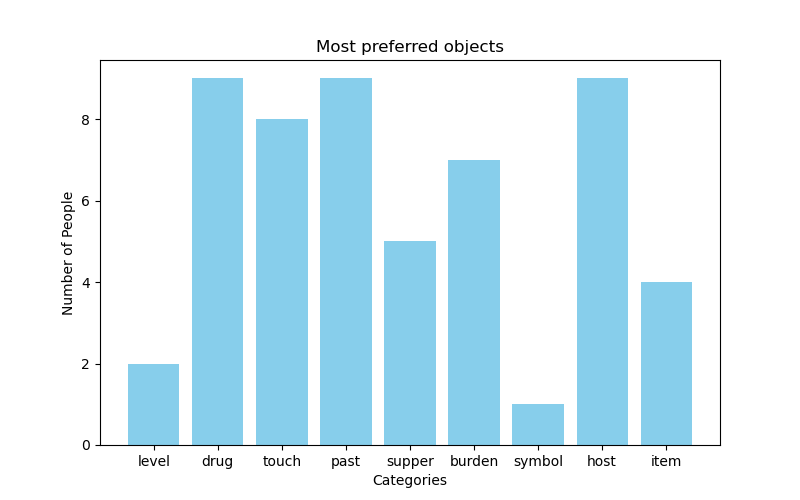 Most preferred objects
Number of People
8
6
4
2
0
level drug touch past supper burden symbol host item
Categories